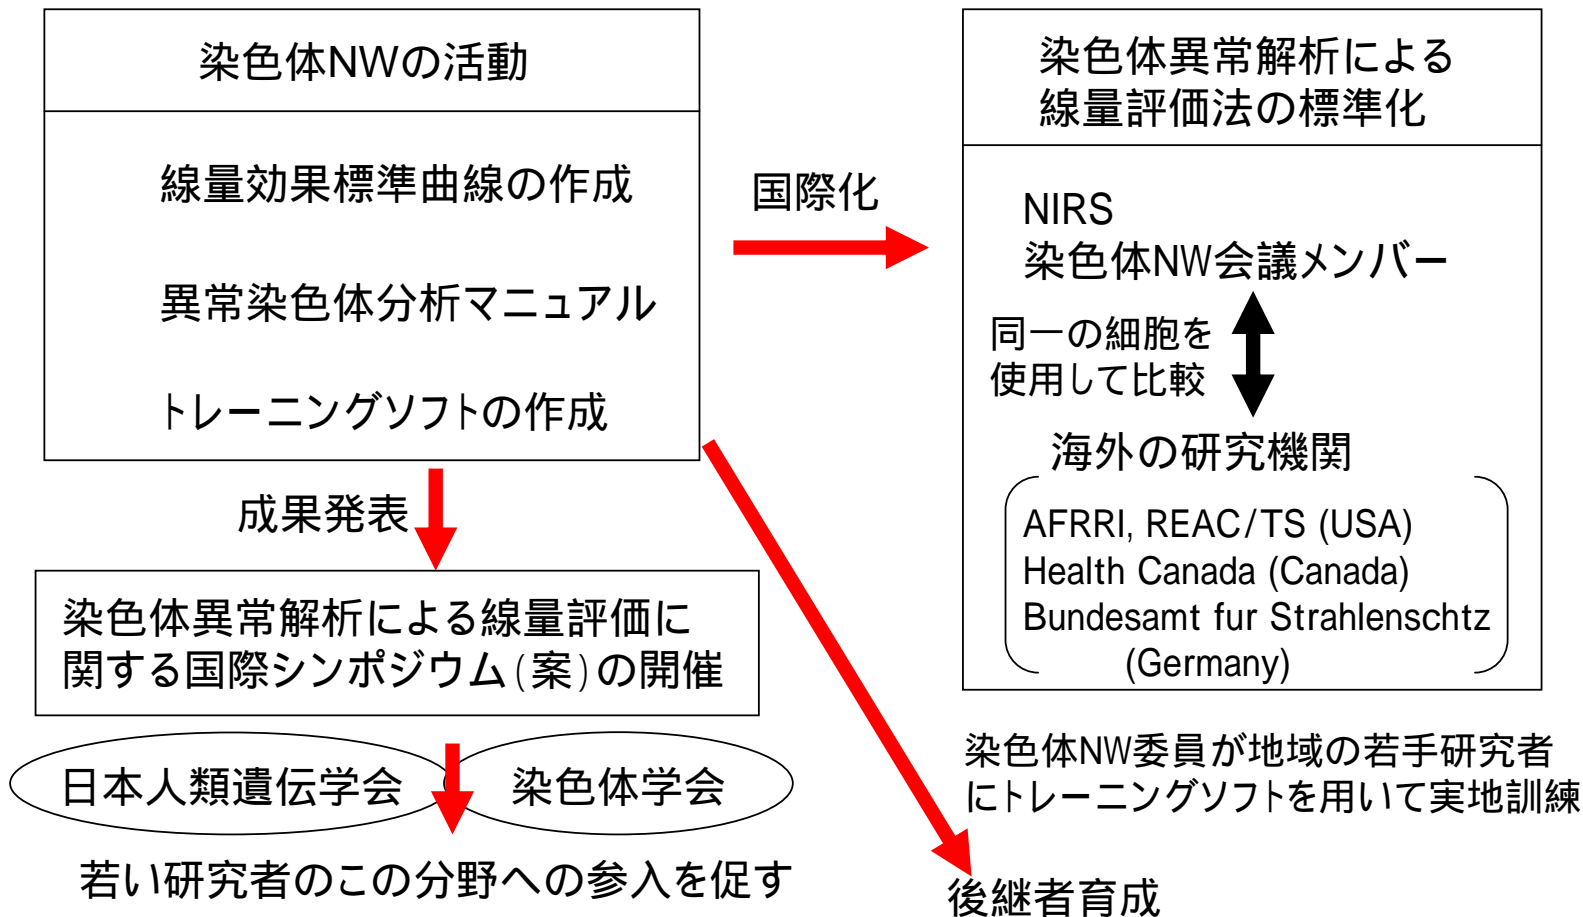 染色体NWの活動
線量効果標準曲線の作成
異常染色体分析マニュアル
トレーニングソフトの作成
国際化
染色体異常解析による
線量評価法の標準化
NIRS
染色体NW会議メンバー
同一の細胞を
使用して比較
海外の研究機関
AFRRI, REAC/TS (USA)
Health Canada (Canada)
Bundesamt fur Strahlenschtz
(Germany)
成果発表
染色体異常解析による線量評価に
関する国際シンポジウム(案)の開催
日本人類遺伝学会
染色体学会
若い研究者のこの分野への参入を促す
染色体NW委員が地域の若手研究者
にトレーニングソフトを用いて実地訓練
後継者育成